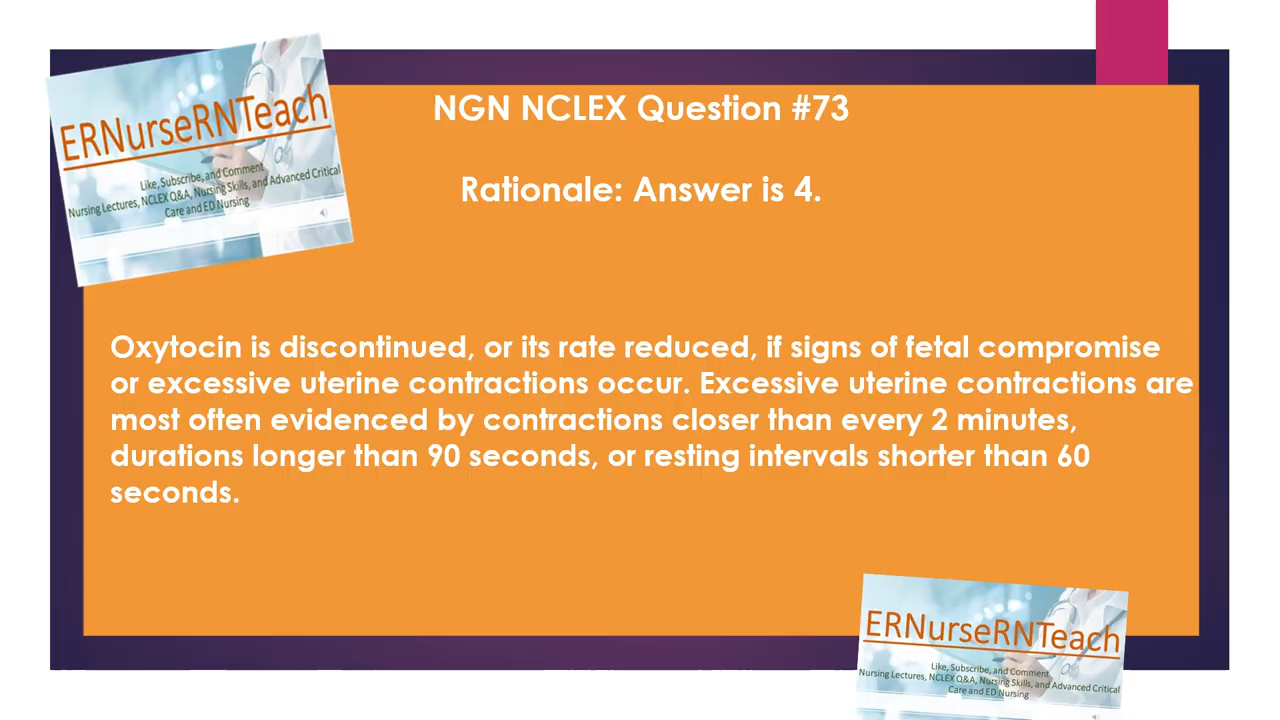 ERNurseRNTeach
Like, Subscribe, and Comment
Nursing Lectures, NCLEX Q&A, Nursing Skills, and Advanced Critical
Care and ED Nursing
NGN NCLEX Question #73
Rationale: Answer is 4.
Oxytocin is discontinued, or its rate reduced, if signs of fetal compromise
or excessive uterine contractions occur. Excessive uterine contractions are
most often evidenced by contractions closer than every 2 minutes,
durations longer than 90 seconds, or resting intervals shorter than 60
seconds.
ERNurseRNTeach
Like, Subscribe, and Comment
Nursing Lectures, NCLEX Q&A, Nursing Skills, and Advanced Critical
Care and ED Nursing